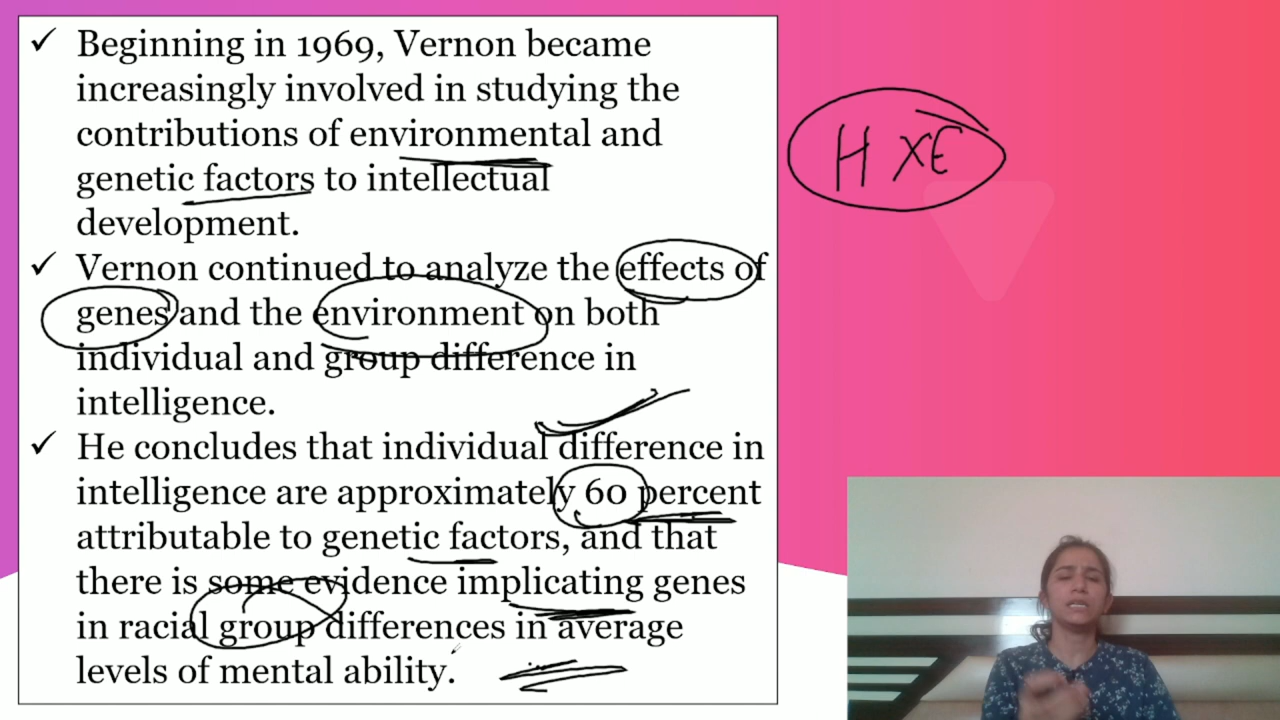 ✓ Beginning in 1969, Vernon became
increasingly involved in studying the
contributions of environmental and
genetic factors to intellectual
development.
✓ Vernon continued to analyze the effects of
genes and the environment on both
individual and group difference in
intelligence.
✓ He concludes that individual difference in
intelligence are approximately 60 percent
attributable to genetic factors, and that
there is some evidence implicating genes
in racial group differences in average
levels of mental ability.
H XE